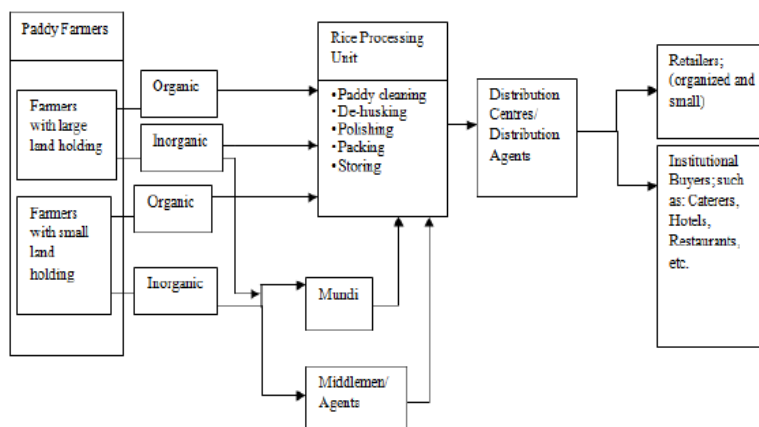 Paddy Farmers
Farmers
with large
land holding
Farmers
with small
land
holding
Organic
Inorganic
Organic
Inorganic
Rice Processing
Unit
•Paddy cleaning
•De-husking
•Polishing
•Packing
•Storing
Mundi
Middlemen/
Agents
Distribution
Centres/
Distribution
Agents
Retailers;
(organized and
small)
Institutional
Buyers; such
as: Caterers,
Hotels,
Restaurants,
etc.